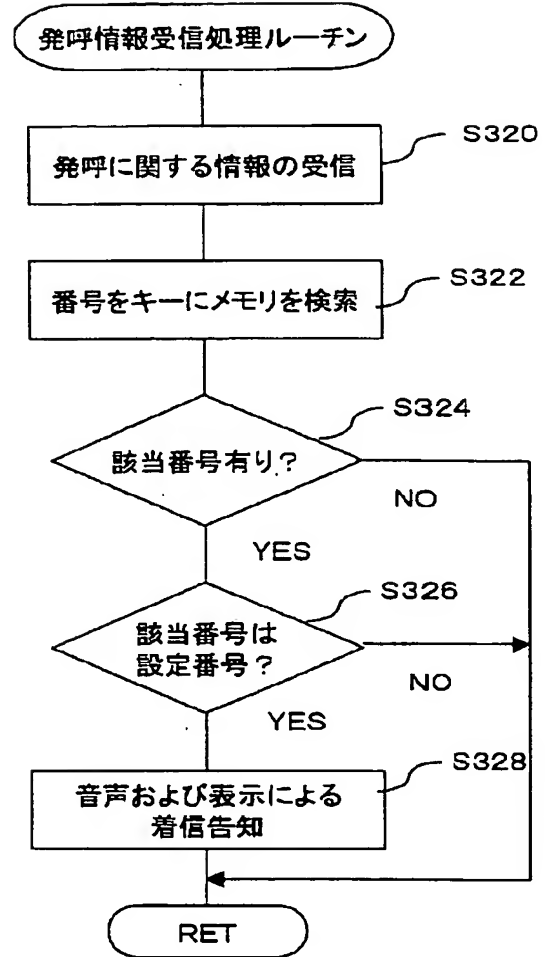 発呼情報受信処理ルーチン
発呼に関する情報の受信
S320
番号をキーにメモリを検索
S322
該当番号有り?
S324
NO
YES
該当番号は
設定番号?
S326
NO
YES
音声および表示による
着信告知
S328
RET